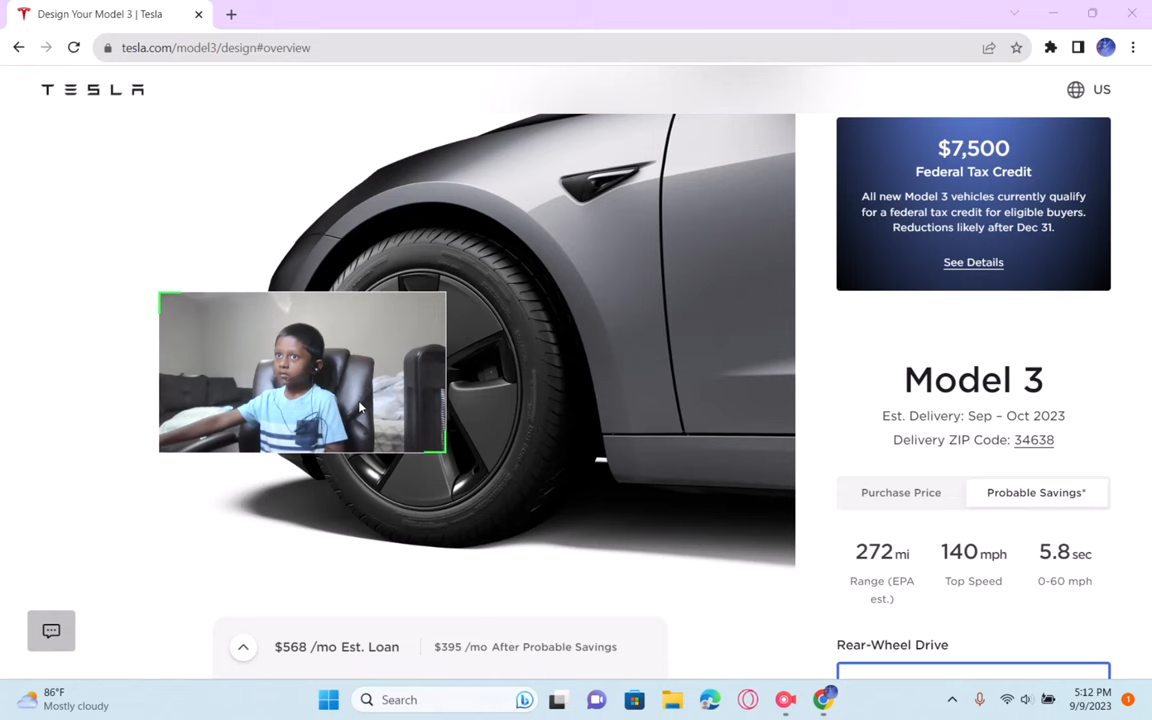 Design Your Model 3 | Tesla
tesla.com/model3/design#overview
TESLA
US
$7,500
Federal Tax Credit
All new Model 3 vehicles currently qualify
for a federal tax credit for eligible buyers.
Reductions likely after Dec 31.
See Details
Model 3
Est. Delivery: Sep – Oct 2023
Delivery ZIP Code: 34638
Purchase Price Probable Savings*
272 mi 140 mph 5.8 sec
Range (EPA Top Speed 0-60 mph
est.)
Rear-Wheel Drive
$568 /mo Est. Loan $395 /mo After Probable Savings
86°F
Mostly cloudy
Search
5:12 PM
9/9/2023
1